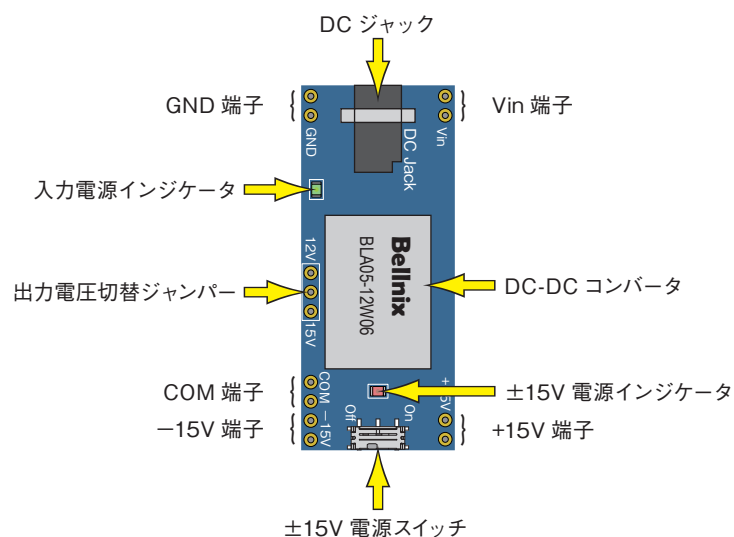 DC ジャック
GND 端子
Vin 端子
GND
DC Jack
Vin
入力電源インジケータ
12V
出力電圧切替ジャンパー
15V
Bellnix
BLA05-12W06
DC-DC コンバータ
COM 端子
COM
±15V 電源インジケータ
−15V 端子
−15V
Off
On
+15V 端子
±15V 電源スイッチ